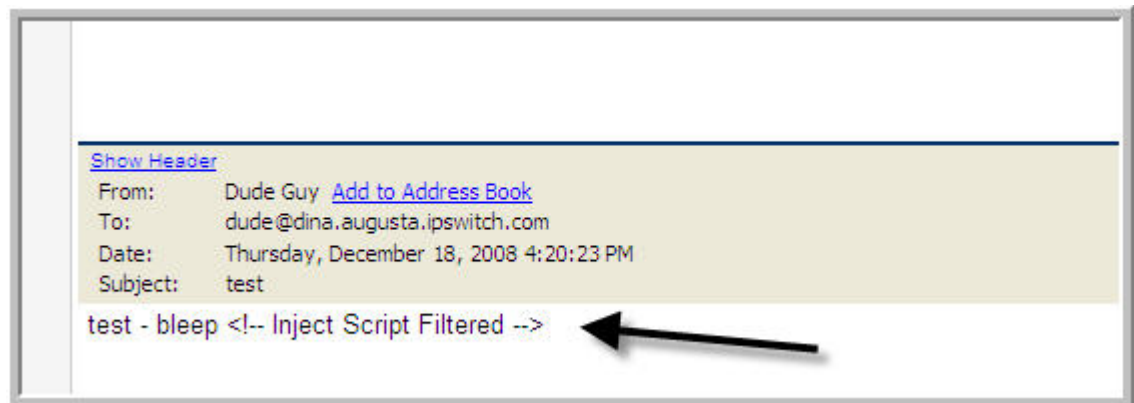 Show Header
From: Dude Guy Add to Address Book
To: dude@dina.augusta.ipswitch.com
Date: Thursday, December 18, 2008 4:20:23 PM
Subject: test
test - bleep <!-- Inject Script Filtered -->